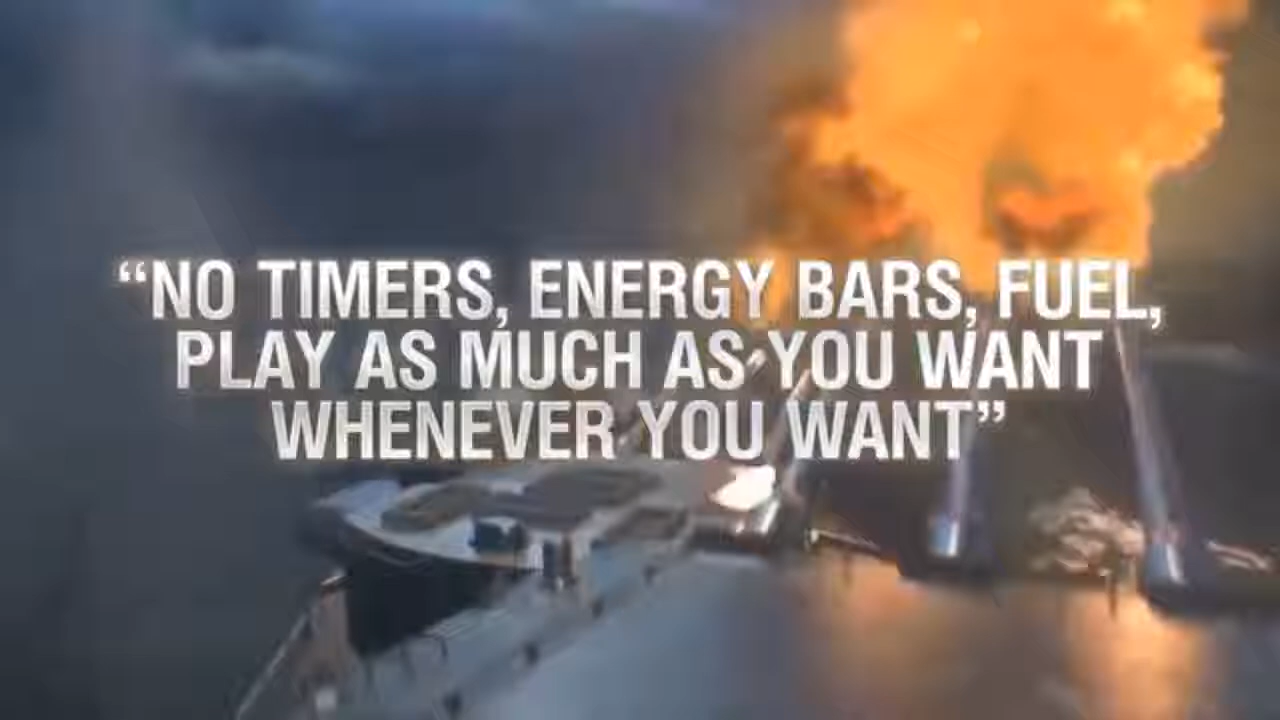 “NO TIMERS, ENERGY BARS, FUEL,
PLAY AS MUCH AS YOU WANT
WHENEVER YOU WANT”